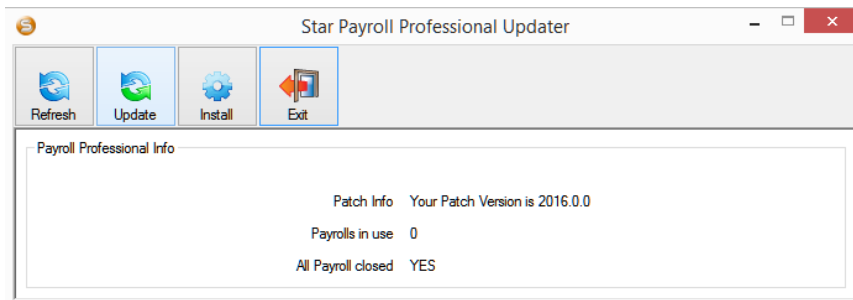 Star Payroll Professional Updater
Refresh Update Install Exit
Payroll Professional Info
Patch Info Your Patch Version is 2016.0.0
Payrolls in use 0
All Payroll closed YES